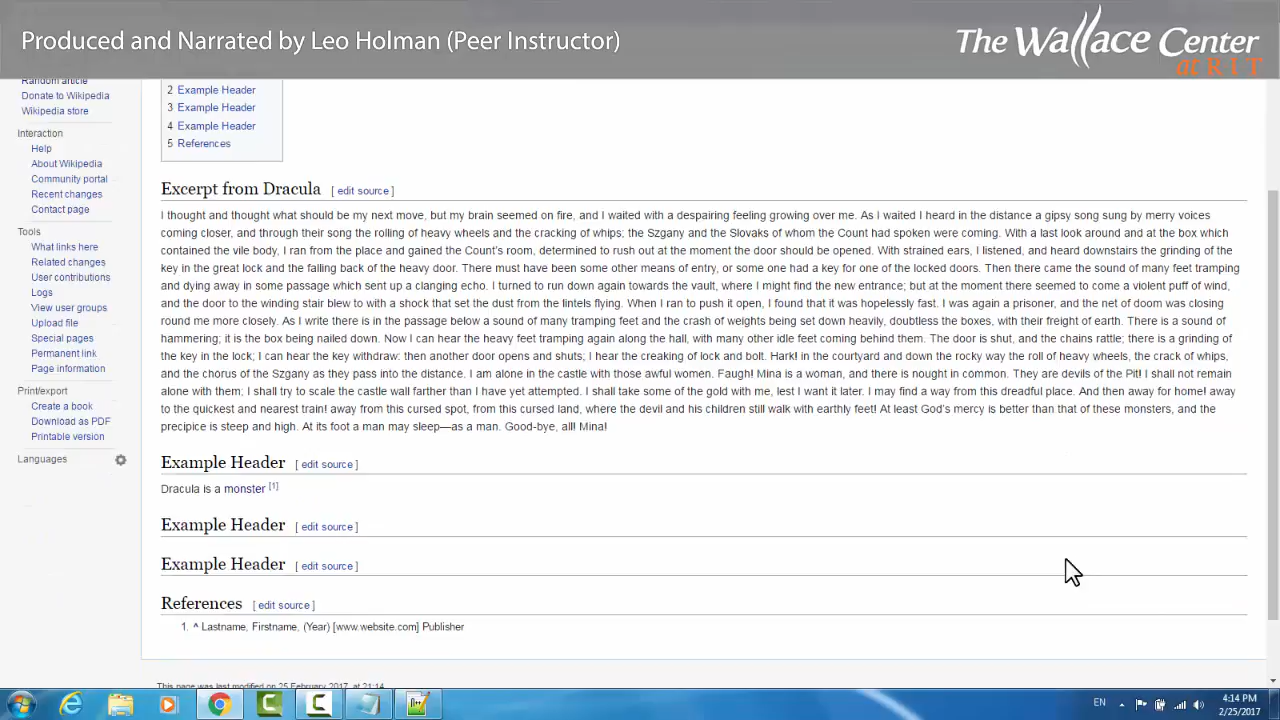 Produced and Narrated by Leo Holman (Peer Instructor)
The Wallace Center
at R·I·T
Random article
Donate to Wikipedia
Wikipedia store
Interaction
Help
About Wikipedia
Community portal
Recent changes
Contact page
Tools
What links here
Related changes
User contributions
Logs
View user groups
Upload file
Special pages
Permanent link
Page information
Print/export
Create a book
Download as PDF
Printable version
Languages
2 Example Header
3 Example Header
4 Example Header
5 References
Excerpt from Dracula [ edit source ]
I thought and thought what should be my next move, but my brain seemed on fire, and I waited with a despairing feeling growing over me. As I waited I heard in the distance a gipsy song sung by merry voices
coming closer, and through their song the rolling of heavy wheels and the cracking of whips; the Szgany and the Slovaks of whom the Count had spoken were coming. With a last look around and at the box which
contained the vile body, I ran from the place and gained the Count's room, determined to rush out at the moment the door should be opened. With strained ears, I listened, and heard downstairs the grinding of the
key in the great lock and the falling back of the heavy door. There must have been some other means of entry, or some one had a key for one of the locked doors. Then there came the sound of many feet tramping
and dying away in some passage which sent up a clanging echo. I turned to run down again towards the vault, where I might find the new entrance; but at the moment there seemed to come a violent puff of wind,
and the door to the winding stair blew to with a shock that set the dust from the lintels flying. When I ran to push it open, I found that it was hopelessly fast. I was again a prisoner, and the net of doom was closing
round me more closely. As I write there is in the passage below a sound of many tramping feet and the crash of weights being set down heavily, doubtless the boxes, with their freight of earth. There is a sound of
hammering; it is the box being nailed down. Now I can hear the heavy feet tramping again along the hall, with many other idle feet coming behind them. The door is shut, and the chains rattle; there is a grinding of
the key in the lock; I can hear the key withdraw: then another door opens and shuts; I hear the creaking of lock and bolt. Hark! in the courtyard and down the rocky way the roll of heavy wheels, the crack of whips,
and the chorus of the Szgany as they pass into the distance. I am alone in the castle with those awful women. Faugh! Mina is a woman, and there is nought in common. They are devils of the Pit! I shall not remain
alone with them; I shall try to scale the castle wall farther than I have yet attempted. I shall take some of the gold with me, lest I want it later. I may find a way from this dreadful place. And then away for home! away
to the quickest and nearest train! away from this cursed spot, from this cursed land, where the devil and his children still walk with earthly feet! At least God's mercy is better than that of these monsters, and the
precipice is steep and high. At its foot a man may sleep—as a man. Good-bye, all! Mina!
Example Header [ edit source ]
Dracula is a monster [1]
Example Header [ edit source ]
Example Header [ edit source ]
References [ edit source ]
1. ^ Lastname, Firstname, (Year) [www.website.com] Publisher
This page was last modified on 25 February 2017, at 21:14
EN
4:14 PM
2/25/2017